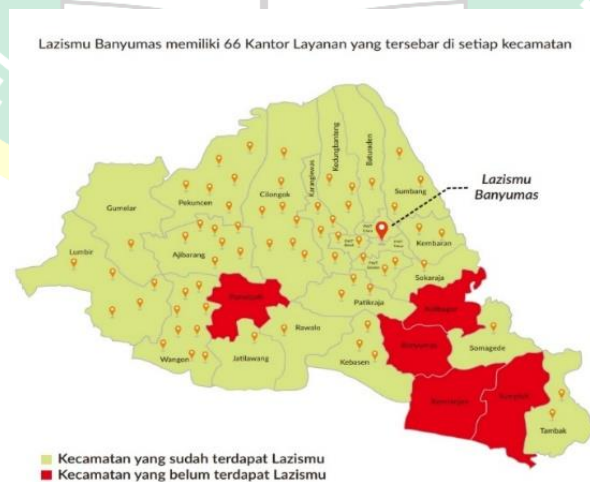 Lazismu Banyumas memiliki 66 Kantor Layanan yang tersebar di setiap kecamatan
Lazismu
Banyumas
Karanglewas
Kedungbanteng
Baturaden
Cilongok
Sumbang
Pekuncen
Gumelar
Kembaran
Lumbir
Ajibarang
Sokaraja
Patikraja
Rawalo
Somagede
Wangon
Jatilawang
Kebasen
Tambak
Kecamatan yang sudah terdapat Lazismu
Kecamatan yang belum terdapat Lazismu